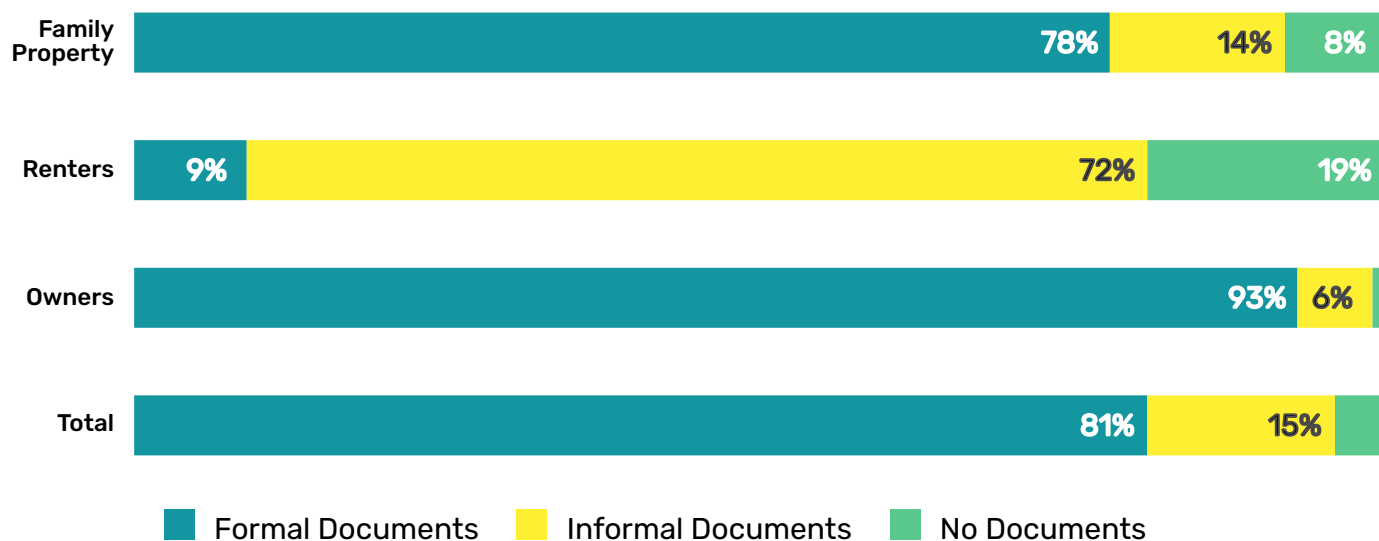 Family
Property
78% 14% 8%
Renters
9% 72% 19%
Owners
93% 6%
Total
81% 15%
Formal Documents Informal Documents No Documents